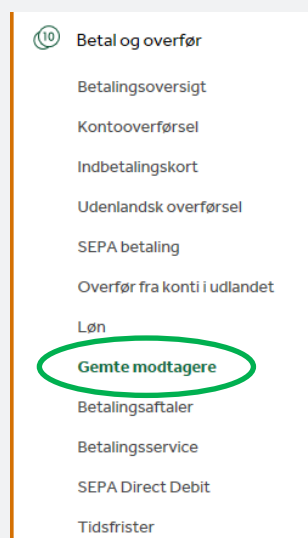 10 Betal og overfør
Betalingsoversigt
Kontooverførsel
Indbetalingskort
Udenlandsk overførsel
SEPA betaling
Overfør fra konti i udlandet
Løn
Gemte modtagere
Betalingsaftaler
Betalingsservice
SEPA Direct Debit
Tidsfrister